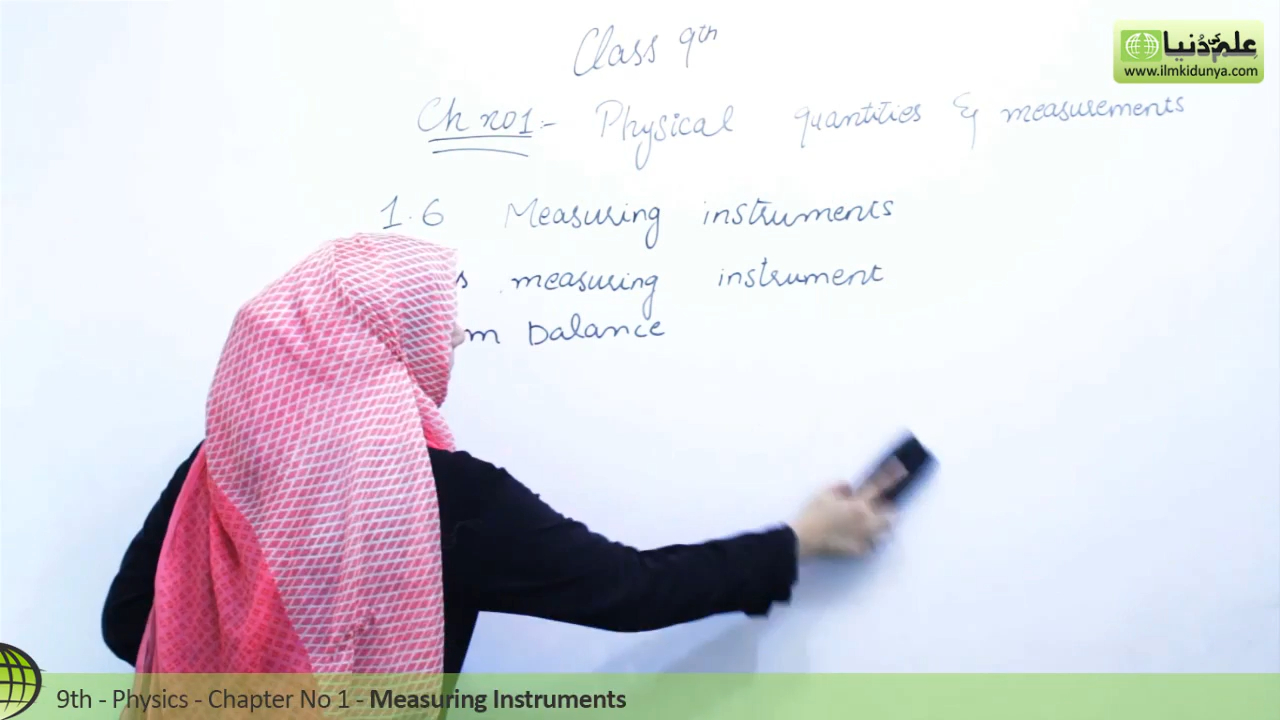 Class 9th
Ch no1:- Physical quantities & measurements
1.6 Measuring instruments
measuring instrument
balance
علم کی دُنیا
www.ilmkidunya.com
9th - Physics - Chapter No 1 - Measuring Instruments